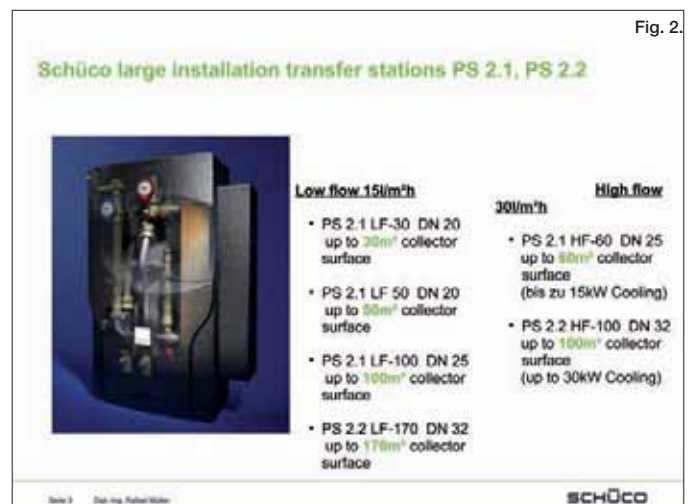 Fig. 2.
Schüco large installation transfer stations PS 2.1, PS 2.2
Low flow 15l/m²h
• PS 2.1 LF-30 DN 20
up to 30m² collector
surface
• PS 2.1 LF 50 DN 20
up to 50m² collector
surface
• PS 2.1 LF-100 DN 25
up to 100m² collector
surface
• PS 2.2 LF-170 DN 32
up to 170m² collector
surface
High flow
30l/m²h
• PS 2.1 HF-60 DN 25
up to 60m² collector
surface
(bis zu 15kW Cooling)
• PS 2.2 HF-100 DN 32
up to 100m² collector
surface
(up to 30kW Cooling)
Seite 3
SCHÜCO